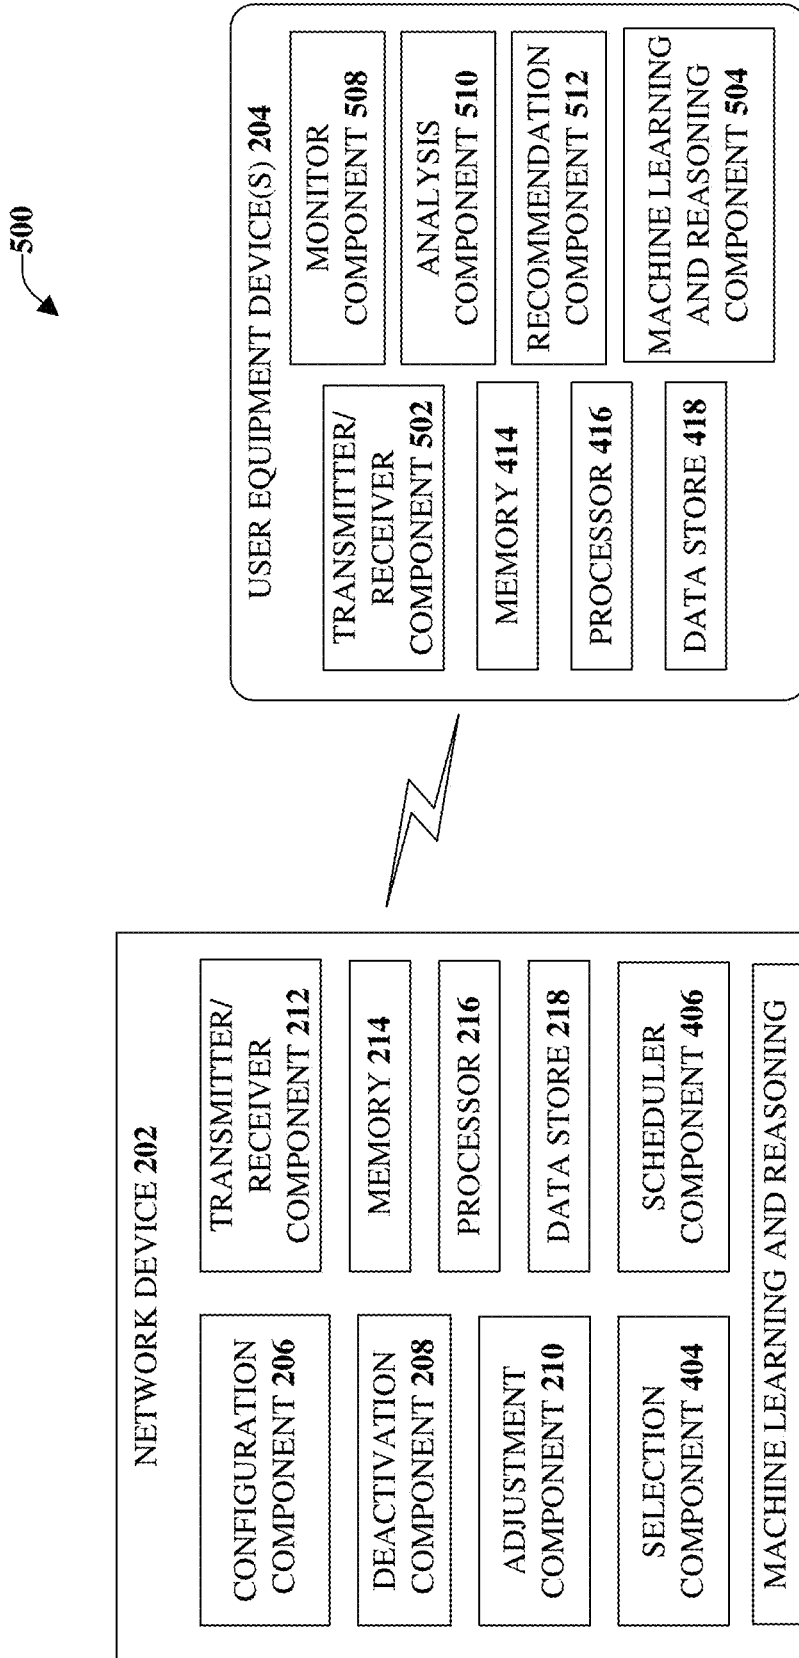 500
NETWORK DEVICE 202
CONFIGURATION
COMPONENT 206
DEACTIVATION
COMPONENT 208
ADJUSTMENT
COMPONENT 210
SELECTION
COMPONENT 404
TRANSMITTER/
RECEIVER
COMPONENT 212
MEMORY 214
PROCESSOR 216
DATA STORE 218
SCHEDULER
COMPONENT 406
MACHINE LEARNING AND REASONING
USER EQUIPMENT DEVICE(S) 204
TRANSMITTER/
RECEIVER
COMPONENT 502
MEMORY 414
PROCESSOR 416
DATA STORE 418
MONITOR
COMPONENT 508
ANALYSIS
COMPONENT 510
RECOMMENDATION
COMPONENT 512
MACHINE LEARNING
AND REASONING
COMPONENT 504